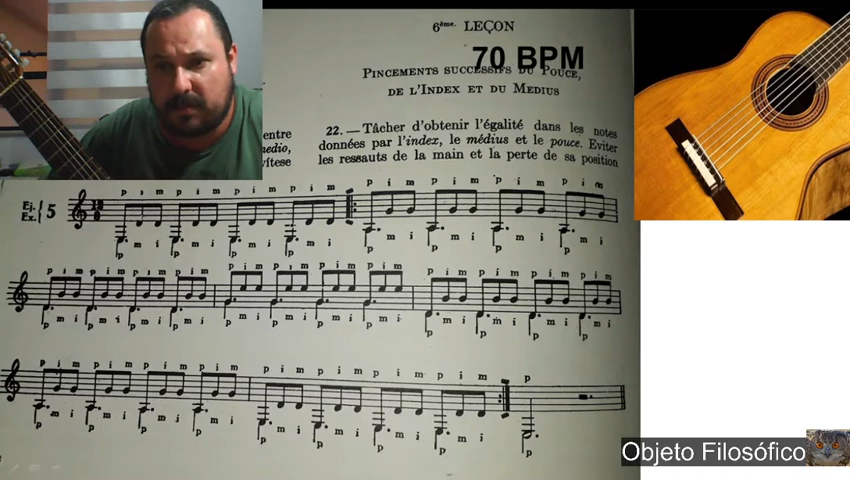 6ème. LEÇON
70 BPM
PINCEMENTS SUCCESSIFS DU POUCE,
DE L'INDEX ET DU MEDIUS
entre
medio,
vítese
22. — Tâcher d'obtenir l'égalité dans les notes
données par l'index, le médius et le pouce. Eviter
les ressauts de la main et la perte de sa position
p i m p i m p i m p i m p i m p i m p i m p i m
Ej.
Ex. 5
m i m i m i m i m i m i m i m i
p p p p p p p p
p i m p i m p i m p i m p i m p i m p i m p i m p i m p i m p i m
m i m i m i m i m i m i m i m i m i m i m i m i
p p p p p p p p p p p p
p i m p i m p i m p i m p i m p i m p i m p i m p
m i m i m i m i m i m i m i m i
p p p p p p p p p
Objeto Filosófico